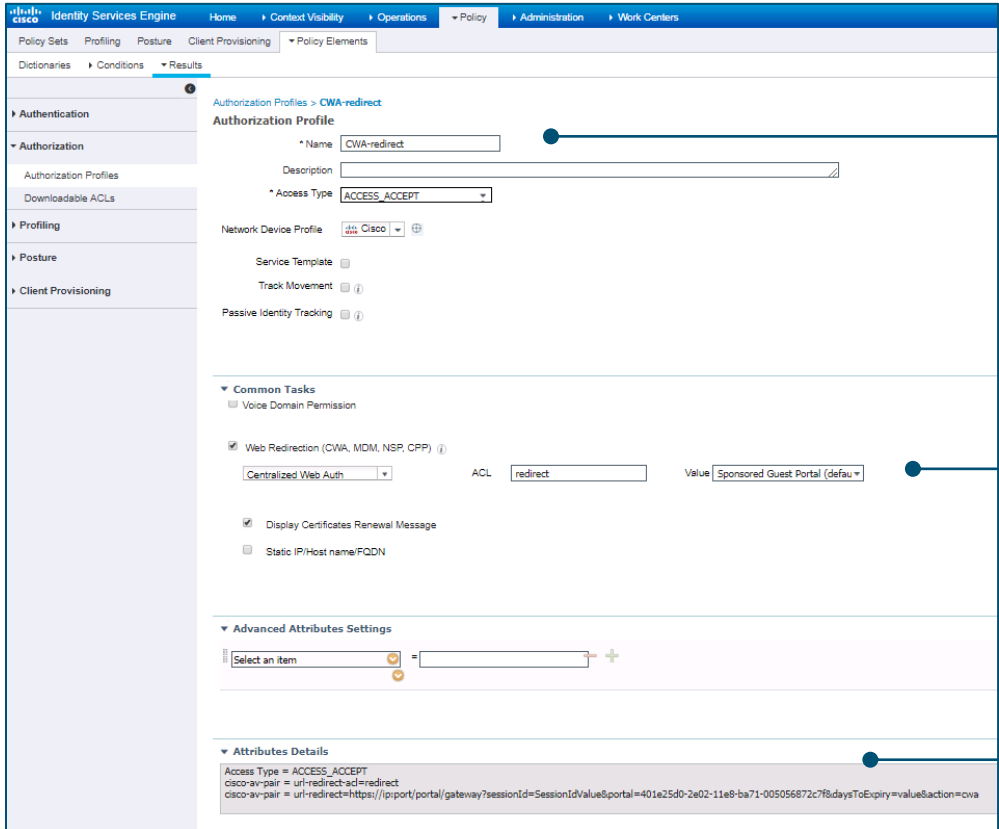 cisco Identity Services Engine Home Context Visibility Operations Policy Administration Work Centers
Policy Sets Profiling Posture Client Provisioning Policy Elements
Dictionaries Conditions Results
Authentication
Authorization
Authorization Profiles
Downloadable ACLs
Profiling
Posture
Client Provisioning
Authorization Profiles > CWA-redirect
Authorization Profile
* Name CWA-redirect
Description
* Access Type ACCESS_ACCEPT
Network Device Profile Cisco
Service Template
Track Movement i
Passive Identity Tracking i
Common Tasks
Voice Domain Permission
Web Redirection (CWA, MDM, NSP, CPP) i
Centralized Web Auth ACL redirect Value Sponsored Guest Portal (defau
Display Certificates Renewal Message
Static IP/Host name/FQDN
Advanced Attributes Settings
Select an item =
Attributes Details
Access Type = ACCESS_ACCEPT
cisco-av-pair = url-redirect-acl=redirect
cisco-av-pair = url-redirect=https://ip:port/portal/gateway?sessionId=SessionIdValue&portal=401e25d0-2e02-11e8-ba71-005056872c7f&daysToExpiry=value&action=cwa